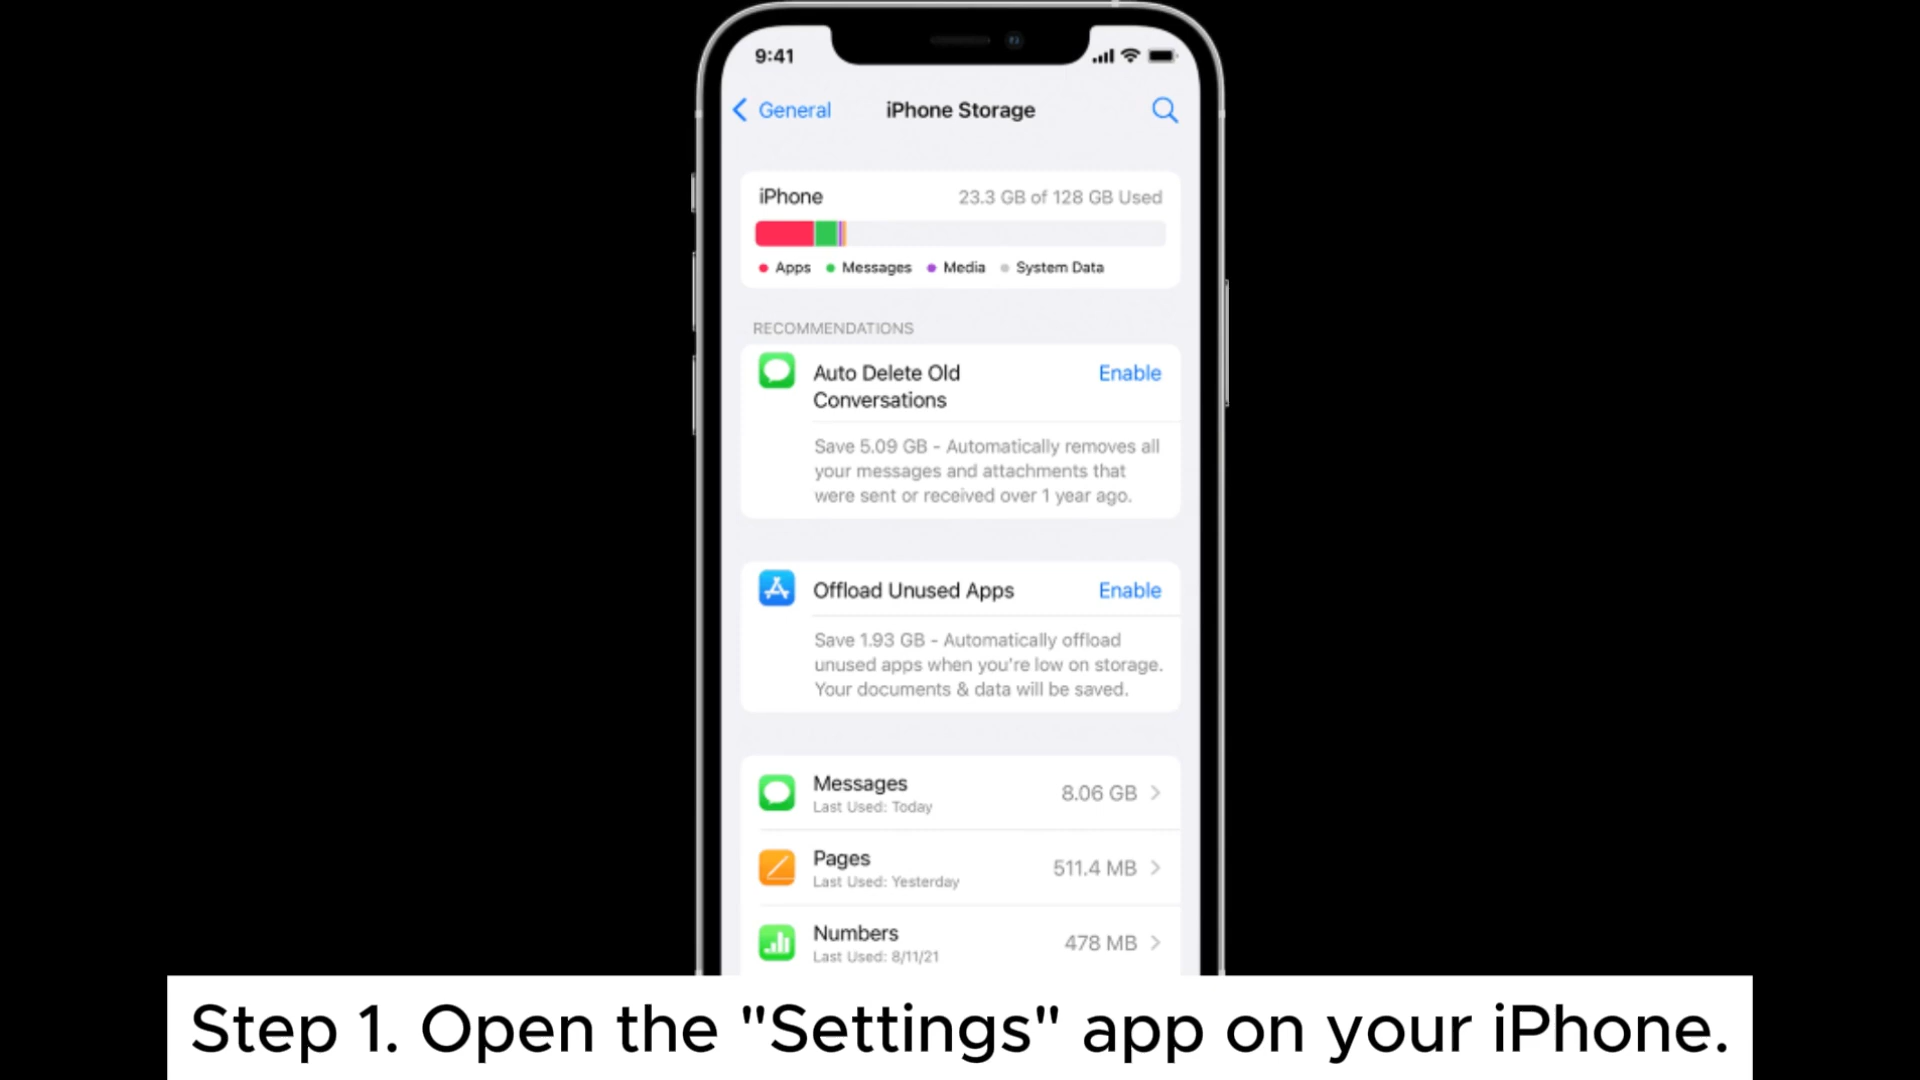 9:41
General
iPhone Storage
iPhone
23.3 GB of 128 GB Used
Apps Messages Media System Data
RECOMMENDATIONS
Auto Delete Old
Conversations
Enable
Save 5.09 GB - Automatically removes all
your messages and attachments that
were sent or received over 1 year ago.
Offload Unused Apps
Enable
Save 1.93 GB - Automatically offload
unused apps when you're low on storage.
Your documents & data will be saved.
Messages
Last Used: Today
8.06 GB
Pages
Last Used: Yesterday
511.4 MB
Numbers
Last Used: 8/11/21
478 MB
Step 1. Open the "Settings" app on your iPhone.